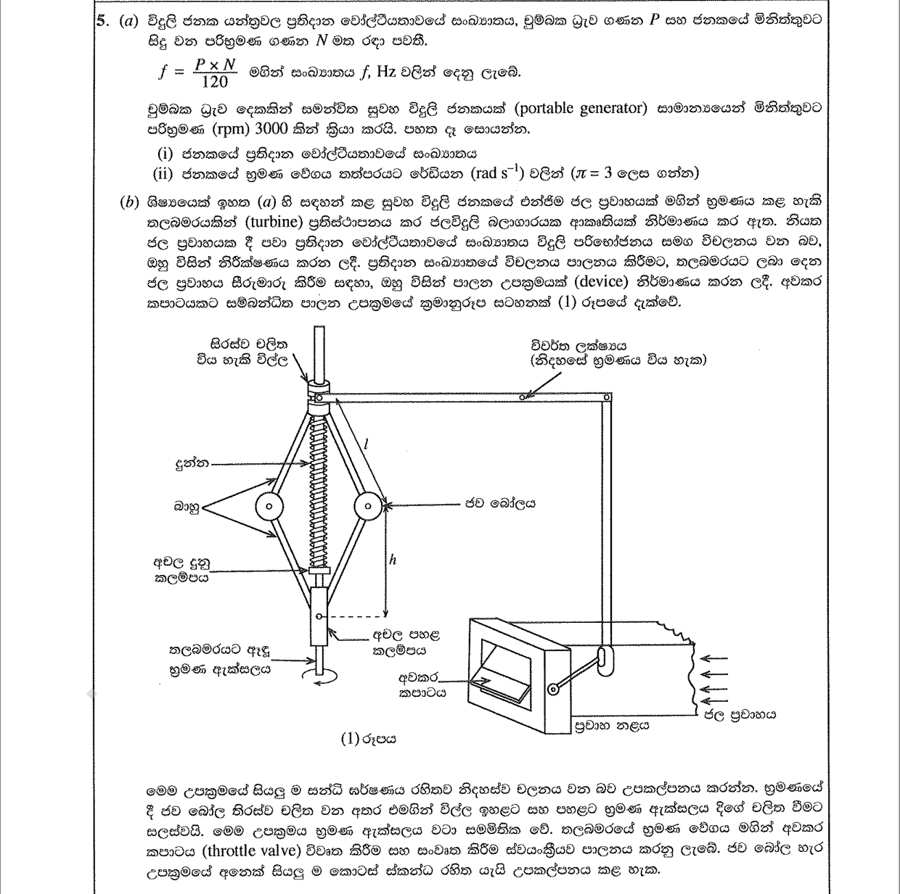 5. (a) විදුලි ජනක යන්ත්‍රවල ප්‍රතිදාන වෝල්ටීයතාවයේ සංඛ්‍යාතය, චුම්බක ධ්‍රැව ගණන P සහ ජනකයේ මිනිත්තුවට
සිදු වන පරිභ්‍රමණ ගණන N මත රඳා පවතී.
f = P × N / 120 මගින් සංඛ්‍යාතය f, Hz වලින් දෙනු ලැබේ.
චුම්බක ධ්‍රැව දෙකකින් සමන්විත සුවහ විදුලි ජනකයක් (portable generator) සාමාන්‍යයෙන් මිනිත්තුවට
පරිභ්‍රමණ (rpm) 3000 කින් ක්‍රියා කරයි. පහත දෑ සොයන්න.
(i) ජනකයේ ප්‍රතිදාන වෝල්ටීයතාවයේ සංඛ්‍යාතය
(ii) ජනකයේ භ්‍රමණ වේගය තත්පරයට රේඩියන (rad s⁻¹) වලින් (π = 3 ලෙස ගන්න)
(b) ශිෂ්‍යයෙක් ඉහත (a) හි සඳහන් කළ සුවහ විදුලි ජනකයේ එන්ජිම ජල ප්‍රවාහයක් මගින් භ්‍රමණය කළ හැකි
තලබමරයකින් (turbine) ප්‍රතිස්ථාපනය කර ජලවිදුලි බලාගාරයක ආකෘතියක් නිර්මාණය කර ඇත. නියත
ජල ප්‍රවාහයක දී පවා ප්‍රතිදාන වෝල්ටීයතාවයේ සංඛ්‍යාතය විදුලි පරිභෝජනය සමග විචලනය වන බව,
ඔහු විසින් නිරීක්ෂණය කරන ලදී. ප්‍රතිදාන සංඛ්‍යාතයේ විචලනය පාලනය කිරීමට, තලබමරයට ලබා දෙන
ජල ප්‍රවාහය සීරුමාරු කිරීම සඳහා, ඔහු විසින් පාලන උපක්‍රමයක් (device) නිර්මාණය කරන ලදී. අවකර
කපාටයකට සම්බන්ධිත පාලන උපක්‍රමයේ ක්‍රමානුරූප සටහනක් (1) රූපයේ දැක්වේ.
සිරස්ව චලිත
විය හැකි විල්ල
විවර්ත ලක්ෂ්‍යය
(නිදහසේ භ්‍රමණය විය හැක)
l
දුන්න
බාහු
ජව බෝලය
h
අචල දුනු
කලම්පය
අචල පහළ
කලම්පය
තලබමරයට ඇඳූ
භ්‍රමණ ඇක්සලය
අවකර
කපාටය
ප්‍රවාහ නළය
ජල ප්‍රවාහය
(1) රූපය
මෙම උපක්‍රමයේ සියලු ම සන්ධි ඝර්ෂණය රහිතව නිදහස්ව චලනය වන බව උපකල්පනය කරන්න. භ්‍රමණයේ
දී ජව බෝල තිරස්ව චලිත වන අතර එමගින් විල්ල ඉහළට සහ පහළට භ්‍රමණ ඇක්සලය දිගේ චලිත වීමට
සලස්වයි. මෙම උපක්‍රමය භ්‍රමණ ඇක්සලය වටා සමමිතික වේ. තලබමරයේ භ්‍රමණ වේගය මගින් අවකර
කපාටය (throttle valve) විවෘත කිරීම සහ සංවෘත කිරීම ස්වයංක්‍රීයව පාලනය කරනු ලැබේ. ජව බෝල හැර
උපක්‍රමයේ අනෙක් සියලු ම කොටස් ස්කන්ධ රහිත යැයි උපකල්පනය කළ හැක.